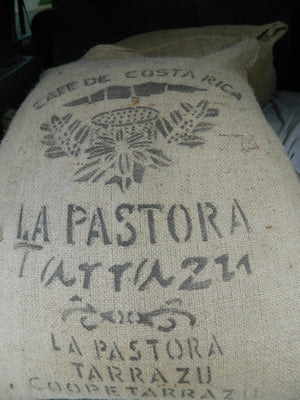 CAFE DE COSTA RICA
LA PASTORA
Tarrazu
LA PASTORA
TARRAZU
COOPETARRAZU